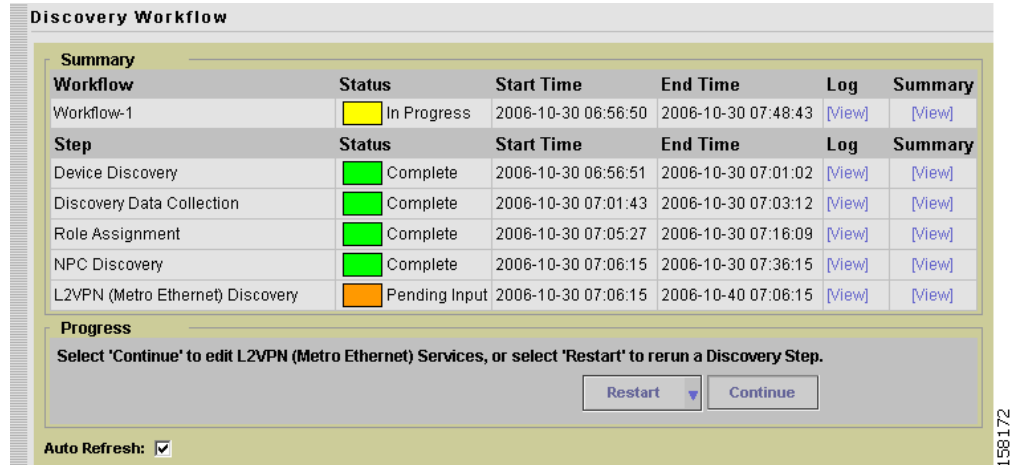 Discovery Workflow
Summary
Workflow Status Start Time End Time Log Summary
Workflow-1 In Progress 2006-10-30 06:56:50 2006-10-30 07:48:43 [View] [View]
Step Status Start Time End Time Log Summary
Device Discovery Complete 2006-10-30 06:56:51 2006-10-30 07:01:02 [View] [View]
Discovery Data Collection Complete 2006-10-30 07:01:43 2006-10-30 07:03:12 [View] [View]
Role Assignment Complete 2006-10-30 07:05:27 2006-10-30 07:16:09 [View] [View]
NPC Discovery Complete 2006-10-30 07:06:15 2006-10-30 07:36:15 [View] [View]
L2VPN (Metro Ethernet) Discovery Pending Input 2006-10-30 07:06:15 2006-10-40 07:06:15 [View] [View]
Progress
Select 'Continue' to edit L2VPN (Metro Ethernet) Services, or select 'Restart' to rerun a Discovery Step.
Restart Continue
Auto Refresh:
158172